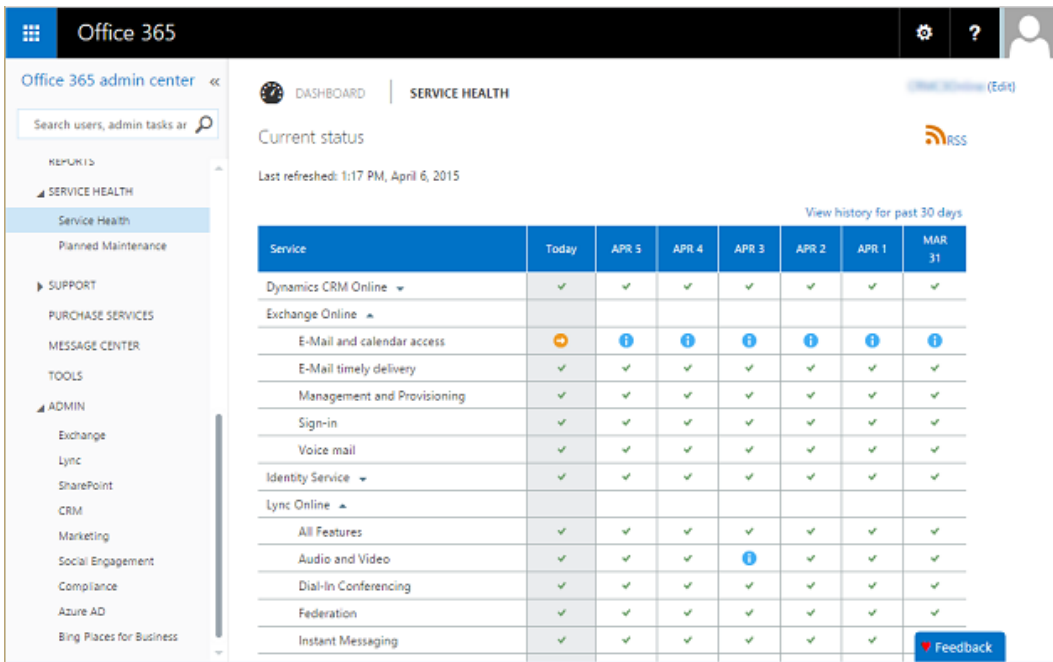 Office 365
?
Office 365 admin center «
Search users, admin tasks ar
REPORTS
SERVICE HEALTH
Service Health
Planned Maintenance
SUPPORT
PURCHASE SERVICES
MESSAGE CENTER
TOOLS
ADMIN
Exchange
Lync
SharePoint
CRM
Marketing
Social Engagement
Compliance
Azure AD
Bing Places for Business
DASHBOARD SERVICE HEALTH
(Edit)
Current status
RSS
Last refreshed: 1:17 PM, April 6, 2015
View history for past 30 days
Service Today APR 5 APR 4 APR 3 APR 2 APR 1 MAR 31
Dynamics CRM Online
Exchange Online
E-Mail and calendar access
E-Mail timely delivery
Management and Provisioning
Sign-in
Voice mail
Identity Service
Lync Online
All Features
Audio and Video
Dial-In Conferencing
Federation
Instant Messaging
Feedback